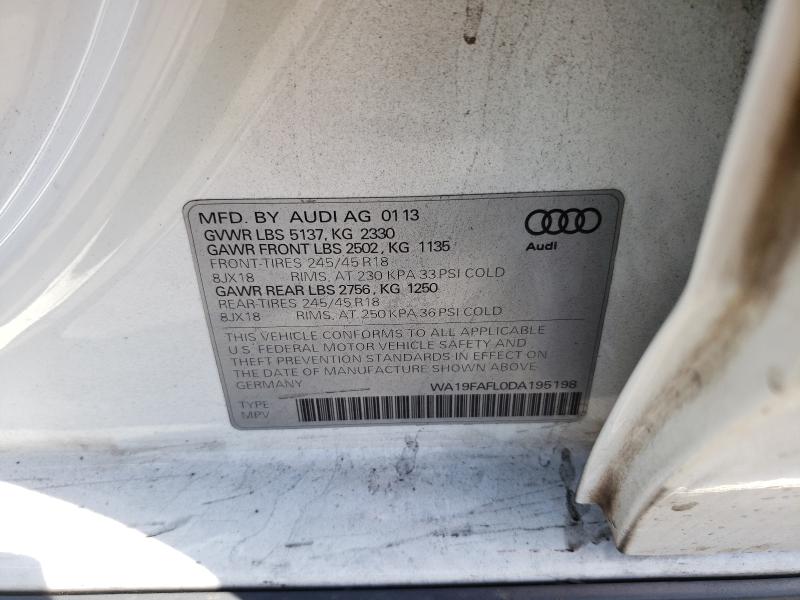 MFD. BY AUDI AG 01 13
GVWR LBS 5137, KG 2330
GAWR FRONT LBS 2502, KG 1135
FRONT-TIRES 245/45 R18
8JX18 RIMS, AT 230 KPA 33 PSI COLD
GAWR REAR LBS 2756, KG 1250
REAR-TIRES 245/45 R18
8JX18 RIMS, AT 250 KPA 36 PSI COLD
Audi
THIS VEHICLE CONFORMS TO ALL APPLICABLE
U.S. FEDERAL MOTOR VEHICLE SAFETY AND
THEFT PREVENTION STANDARDS IN EFFECT ON
THE DATE OF MANUFACTURE SHOWN ABOVE.
GERMANY WA19FAFL0DA195198
TYPE
MPV